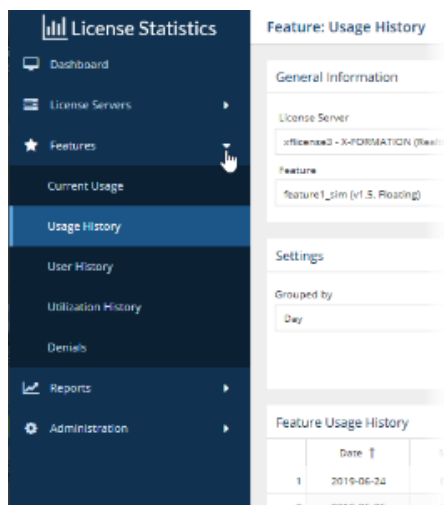 License Statistics
Dashboard
License Servers
Features
Current Usage
Usage History
User History
Utilization History
Denials
Reports
Administration
Feature: Usage History
General Information
License Server
xflicense3 - X-FORMATION
Feature
feature1_sim (v1.5, Floating)
Settings
Grouped by
Day
Feature Usage History
Date ↑
1 2019-06-24